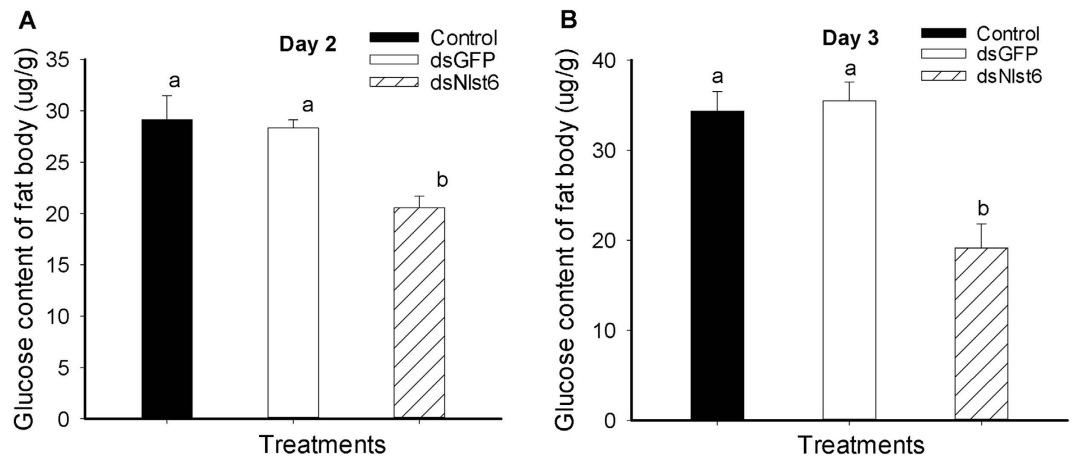 A
Day 2
Control
dsGFP
dsNlst6
Glucose content of fat body (ug/g)
35
30
25
20
15
10
5
0
a
a
b
Treatments
B
Day 3
Control
dsGFP
dsNlst6
Glucose content of fat body (ug/g)
40
30
20
10
0
a
a
b
Treatments